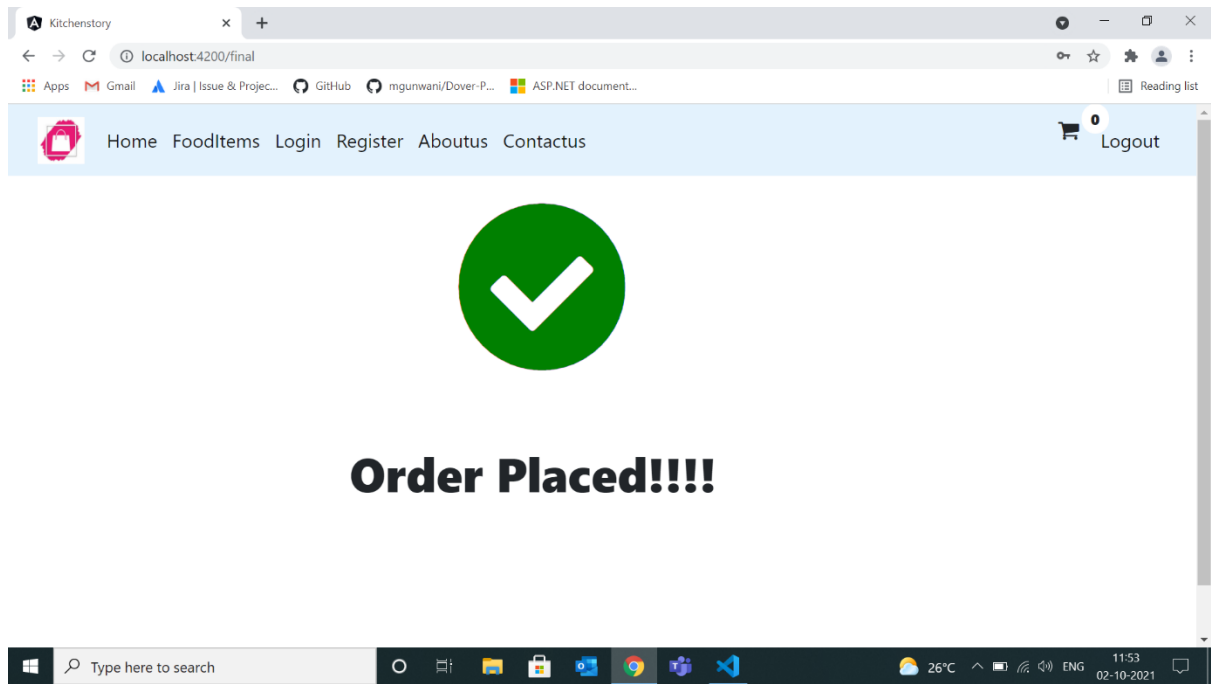 Kitchenstory
localhost:4200/final
Apps Gmail Jira | Issue & Projec... GitHub mgunwani/Dover-P... ASP.NET document... Reading list
Home FoodItems Login Register Aboutus Contactus 0 Logout
Order Placed!!!!
Type here to search 26°C ENG 11:53
02-10-2021